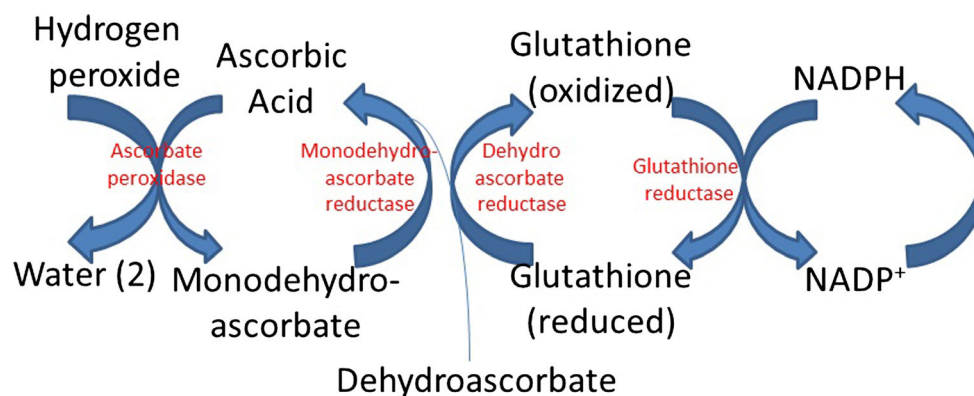 Hydrogen
peroxide
Ascorbic
Acid
Glutathione
(oxidized)
NADPH
Ascorbate
peroxidase
Monodehydro-
ascorbate
reductase
Dehydro
ascorbate
reductase
Glutathione
reductase
Water (2)
Monodehydro-
ascorbate
Glutathione
(reduced)
NADP⁺
Dehydroascorbate